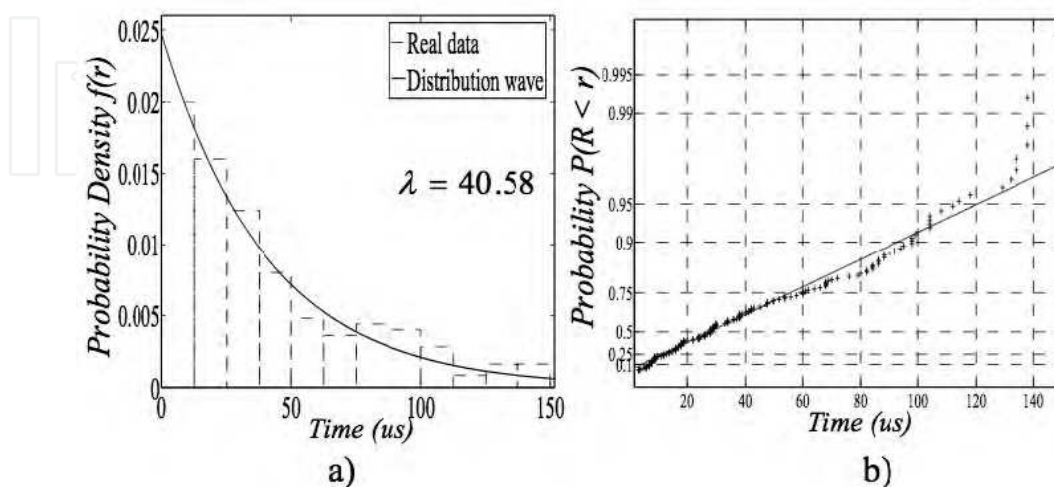 0.025
0.02
0.015
0.01
0.005
0
Probability Density f(r)
Real data
Distribution wave
λ = 40.58
0 50 100 150
Time (us)
a)
0.995
0.99
0.95
0.9
0.75
0.5
0.25
0.1
Probability P(R < r)
20 40 60 80 100 120 140
Time (us)
b)